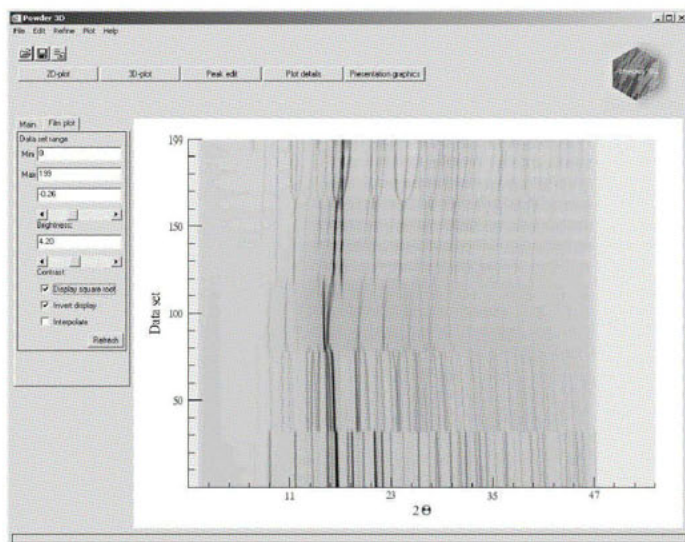 Powder 3D
File Edit Refine Plot Help
2D-plot 3D-plot Peak edit Plot details Presentation graphics
Main Film plot
Data set range
Min 0
Max 199
-0.26
Brightness:
4.20
Contrast:
Display square root
Invert display
Interpolate
Refresh
199
150
100
50
Data set
11 23 35 47
2Θ